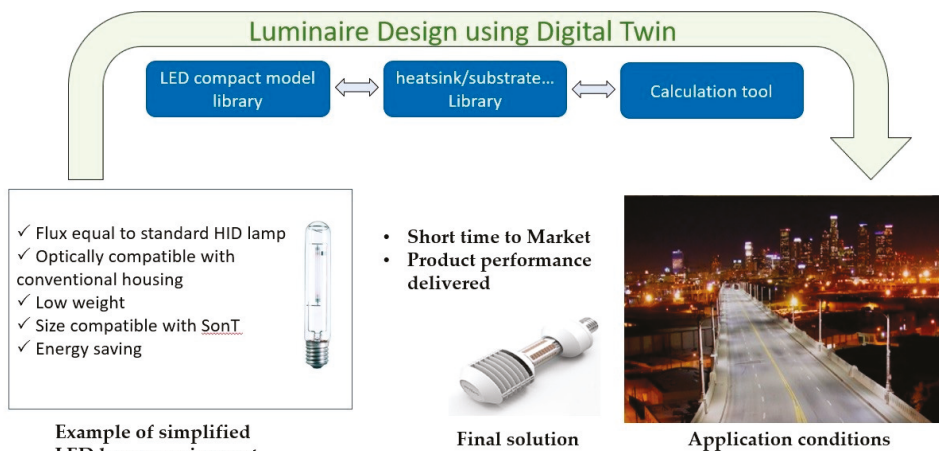 Luminaire Design using Digital Twin
LED compact model
library
heatsink/substrate...
Library
Calculation tool
✓ Flux equal to standard HID lamp
✓ Optically compatible with
conventional housing
✓ Low weight
✓ Size compatible with SonT
✓ Energy saving
• Short time to Market
• Product performance
delivered
Example of simplified
Final solution
Application conditions